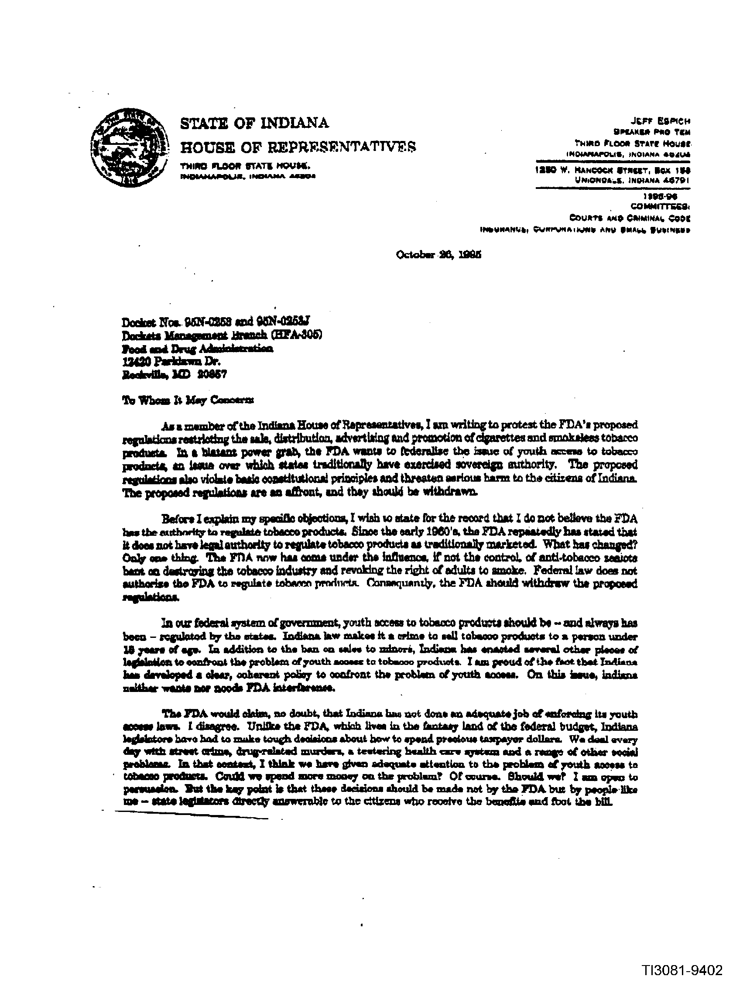 STATE OF INDIANA
HOUSE OF REPRESENTATIVES
THIRD FLOOR STATE HOUSE,
INDIANAPOLIS, INDIANA 46204
JEFF ESPICH
SPEAKER PRO TEM
THIRD FLOOR STATE HOUSE
INDIANAPOLIS, INDIANA 46204
1250 W. HANCOCK STREET, BOX 158
UNIONDALE, INDIANA 46791
1995-96
COMMITTEES:
COURTS AND CRIMINAL CODE
INSURANCE, CORPORATIONS AND SMALL BUSINESS
October 26, 1995
Docket Nos. 95N-0253 and 95N-0253J
Dockets Management Branch (HFA-305)
Food and Drug Administration
12420 Parklawn Dr.
Rockville, MD 20857
To Whom It May Concern:
As a member of the Indiana House of Representatives, I am writing to protest the FDA's proposed
regulations restricting the sale, distribution, advertising and promotion of cigarettes and smokeless tobacco
products. In a blatant power grab, the FDA wants to federalize the issue of youth access to tobacco
products, an issue over which states traditionally have exercised sovereign authority. The proposed
regulations also violate basic constitutional principles and threaten serious harm to the citizens of Indiana.
The proposed regulations are an affront, and they should be withdrawn.
Before I explain my specific objections, I wish to state for the record that I do not believe the FDA
has the authority to regulate tobacco products. Since the early 1960's, the FDA repeatedly has stated that
it does not have legal authority to regulate tobacco products as traditionally marketed. What has changed?
Only one thing. The FDA now has come under the influence, if not the control, of anti-tobacco zealots
bent on destroying the tobacco industry and revoking the right of adults to smoke. Federal law does not
authorize the FDA to regulate tobacco products. Consequently, the FDA should withdraw the proposed
regulations.
In our federal system of government, youth access to tobacco products should be -- and always has
been -- regulated by the states. Indiana law makes it a crime to sell tobacco products to a person under
18 years of age. In addition to the ban on sales to minors, Indiana has enacted several other pieces of
legislation to confront the problem of youth access to tobacco products. I am proud of the fact that Indiana
has developed a clear, coherent policy to confront the problem of youth access. On this issue, Indiana
neither wants nor needs FDA interference.
The FDA would claim, no doubt, that Indiana has not done an adequate job of enforcing its youth
access laws. I disagree. Unlike the FDA, which lives in the fantasy land of the federal budget, Indiana
legislators have had to make tough decisions about how to spend precious taxpayer dollars. We deal every
day with street crime, drug-related murders, a teetering health care system and a range of other social
problems. In that context, I think we have given adequate attention to the problem of youth access to
tobacco products. Could we spend more money on the problem? Of course. Should we? I am open to
persuasion. But the key point is that these decisions should be made not by the FDA but by people like
me -- state legislators directly answerable to the citizens who receive the benefits and foot the bill.
TI3081-9402